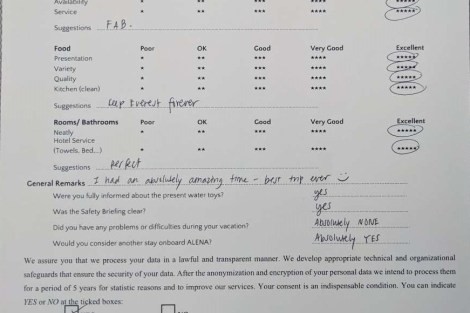 Availability * ** *** ****
Service * ** *** **** *****
Suggestions FAB.
Food Poor OK Good Very Good Excellent
Presentation * ** *** **** *****
Variety * ** *** **** *****
Quality * ** *** **** *****
Kitchen (clean) * ** *** **** *****
Suggestions keep Everest forever
Rooms/ Bathrooms Poor OK Good Very Good Excellent
Neatly * ** *** **** *****
Hotel Service
(Towels, Bed...) * ** *** **** *****
Suggestions perfect
General Remarks I had an absolutely amazing time - best trip ever
Were you fully informed about the present water toys? yes
Was the Safety Briefing clear? yes
Did you have any problems or difficulties during your vacation? Absolutely NONE
Would you consider another stay onboard ALENA? Absolutely YES
We assure you that we process your data in a lawful and transparent manner. We develop appropriate technical and organizational
safeguards that ensure the security of your data. After the anonymization and encryption of your personal data we intend to process them
for a period of 5 years for statistic reasons and to improve our services. Your consent is an indispensable condition. You can indicate
YES or NO at the ticked boxes: